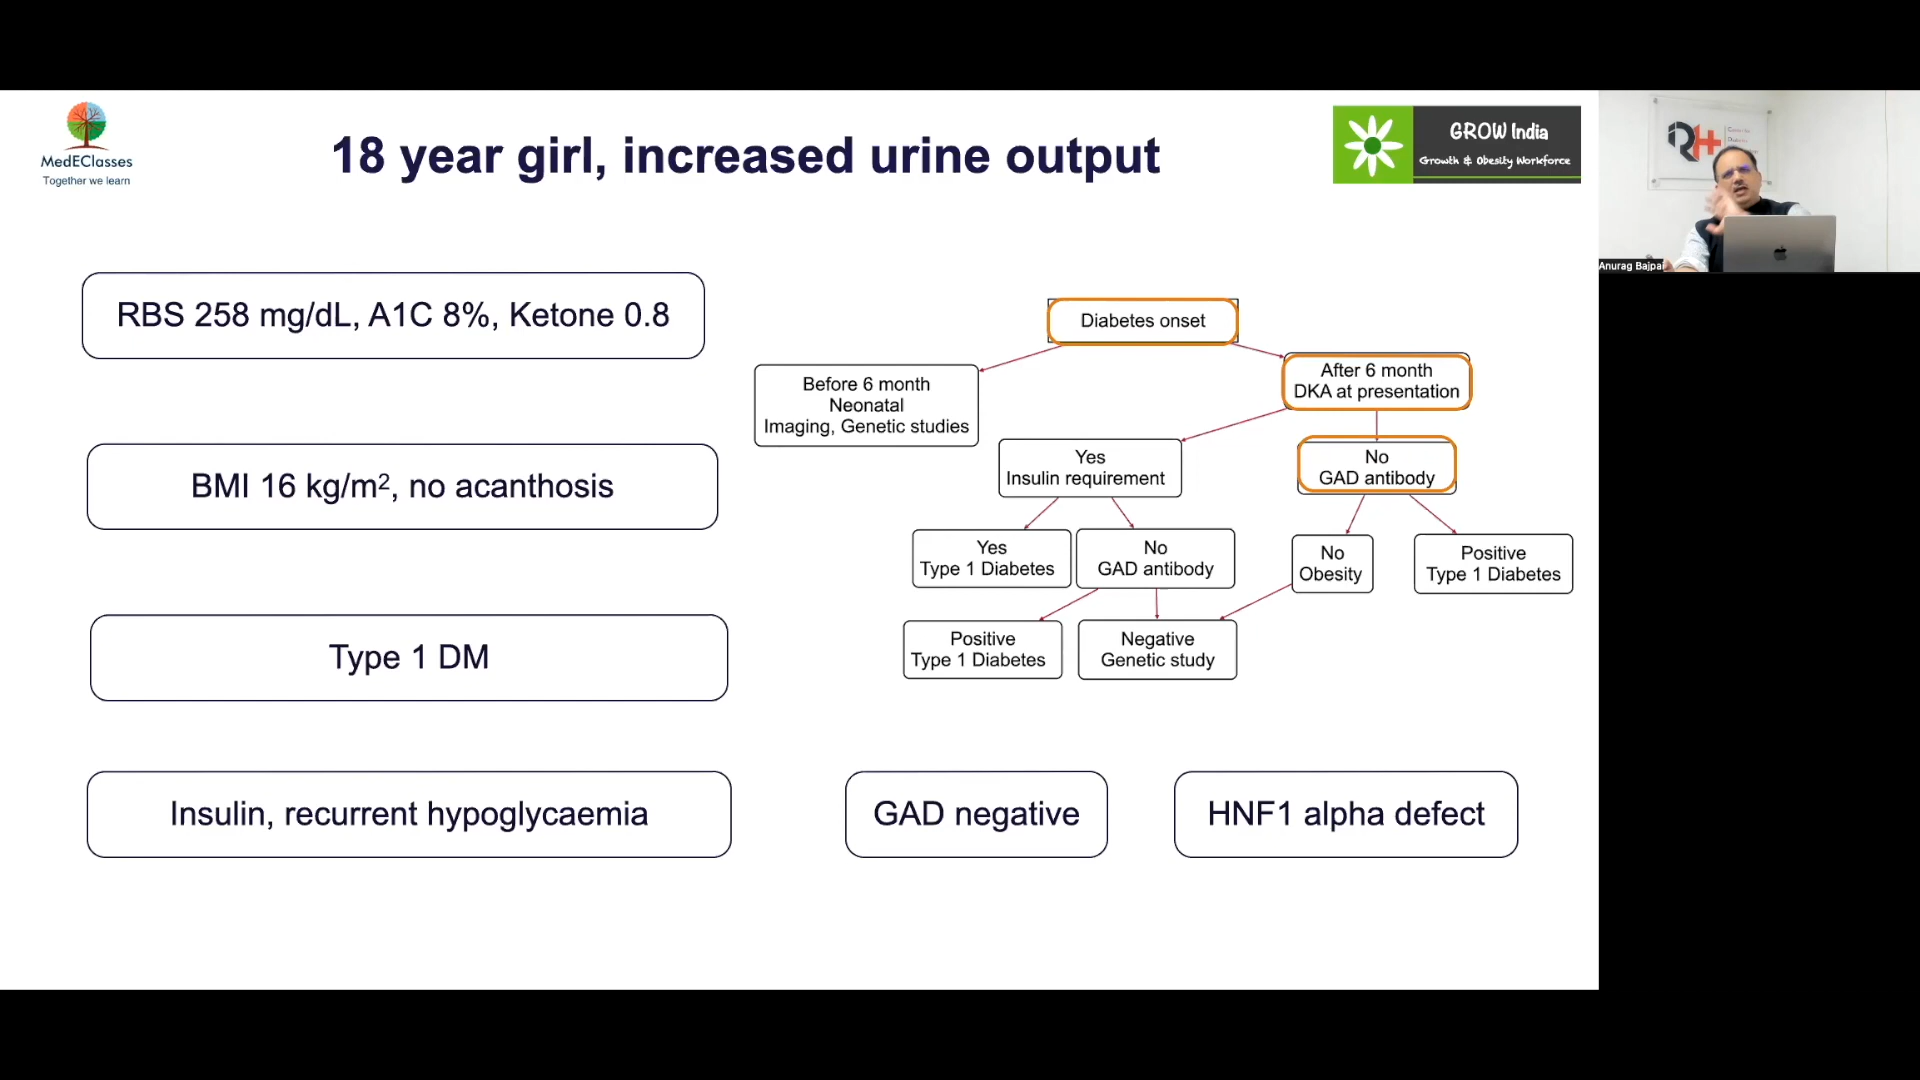 MedEClasses
Together we learn
18 year girl, increased urine output
GROW India
Growth & Obesity Workforce
Anurag Bajpai
RBS 258 mg/dL, A1C 8%, Ketone 0.8
BMI 16 kg/m², no acanthosis
Type 1 DM
Insulin, recurrent hypoglycaemia
Diabetes onset
Before 6 month
Neonatal
Imaging, Genetic studies
After 6 month
DKA at presentation
Yes
Insulin requirement
No
GAD antibody
Yes
Type 1 Diabetes
No
GAD antibody
No
Obesity
Positive
Type 1 Diabetes
Positive
Type 1 Diabetes
Negative
Genetic study
GAD negative
HNF1 alpha defect